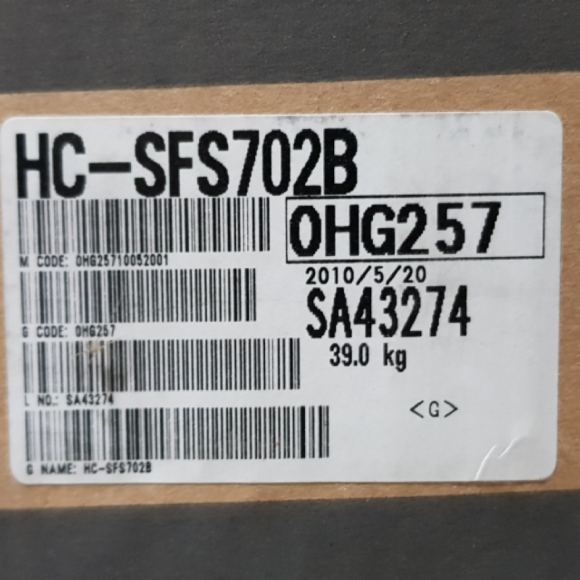 HC-SFS702B
0HG257
M CODE: 0HG25710052001
2010/5/20
G CODE: 0HG257
SA43274
39.0 kg
L NO.: SA43274
<G>
G NAME: HC-SFS702B